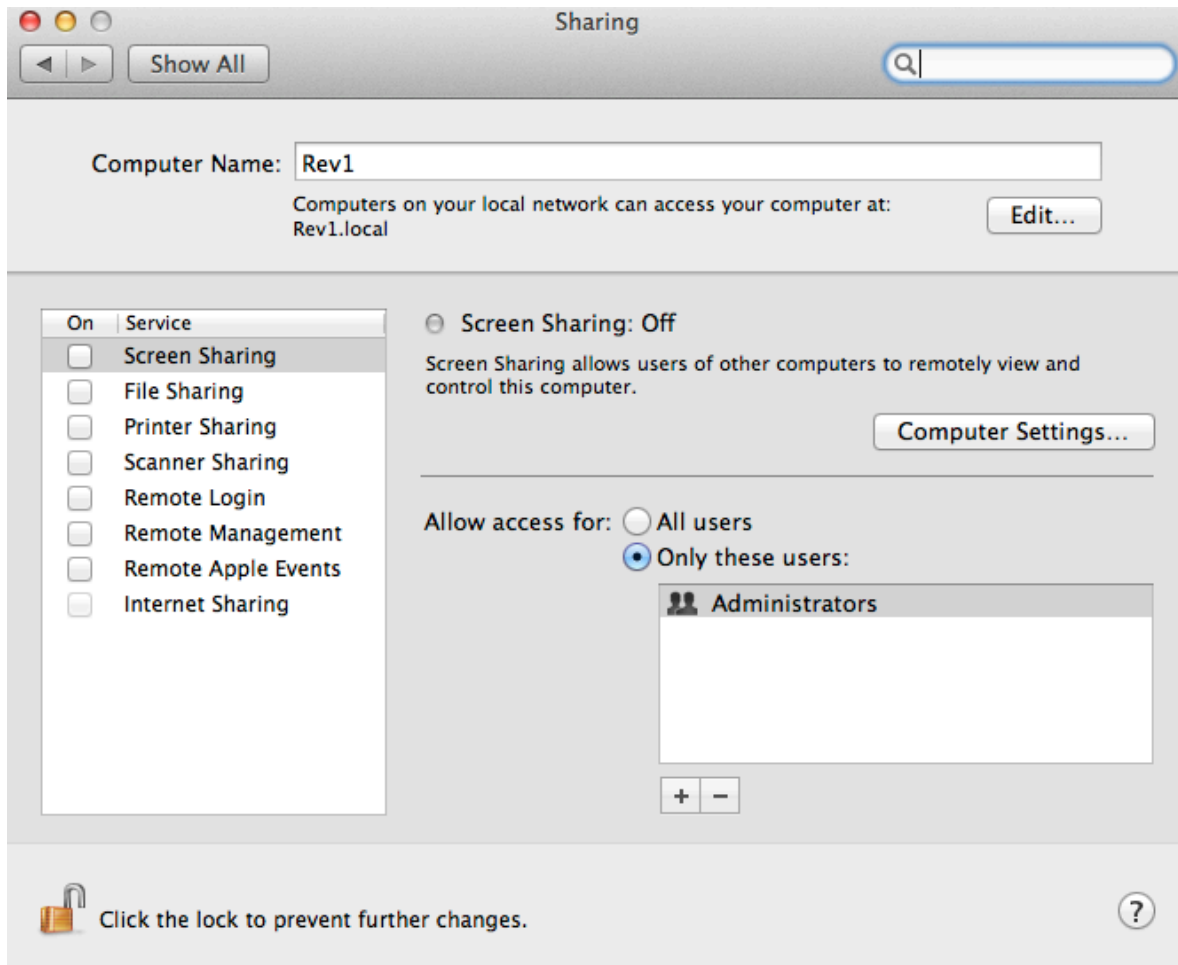 Sharing
Show All
Computer Name: Rev1
Computers on your local network can access your computer at:
Rev1.local
Edit...
On Service
Screen Sharing
File Sharing
Printer Sharing
Scanner Sharing
Remote Login
Remote Management
Remote Apple Events
Internet Sharing
Screen Sharing: Off
Screen Sharing allows users of other computers to remotely view and
control this computer.
Computer Settings...
Allow access for: All users
Only these users:
Administrators
+ −
Click the lock to prevent further changes.
?